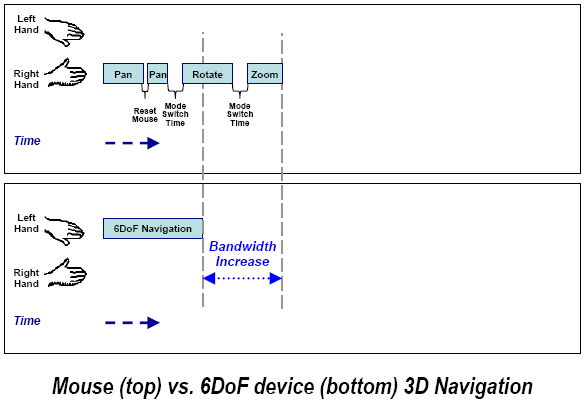 Left
Hand
Right
Hand
Pan
Pan
Rotate
Zoom
Reset
Mouse
Mode
Switch
Time
Mode
Switch
Time
Time
Left
Hand
6DoF Navigation
Bandwidth
Increase
Right
Hand
Time
Mouse (top) vs. 6DoF device (bottom) 3D Navigation